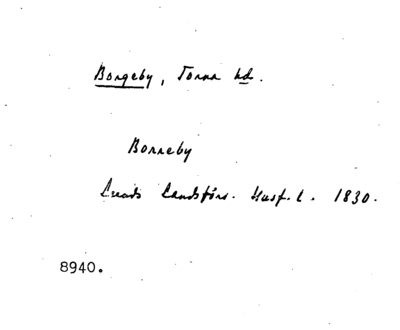 Borgeby, Torna hd.
Borreby
Lunds Landsförs. Husf. L. 1830.
8940.